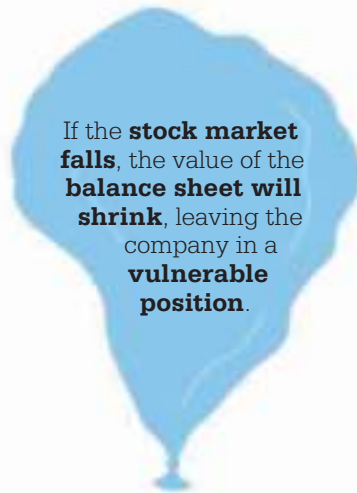 If the stock market
falls, the value of the
balance sheet will
shrink, leaving the
company in a
vulnerable
position.